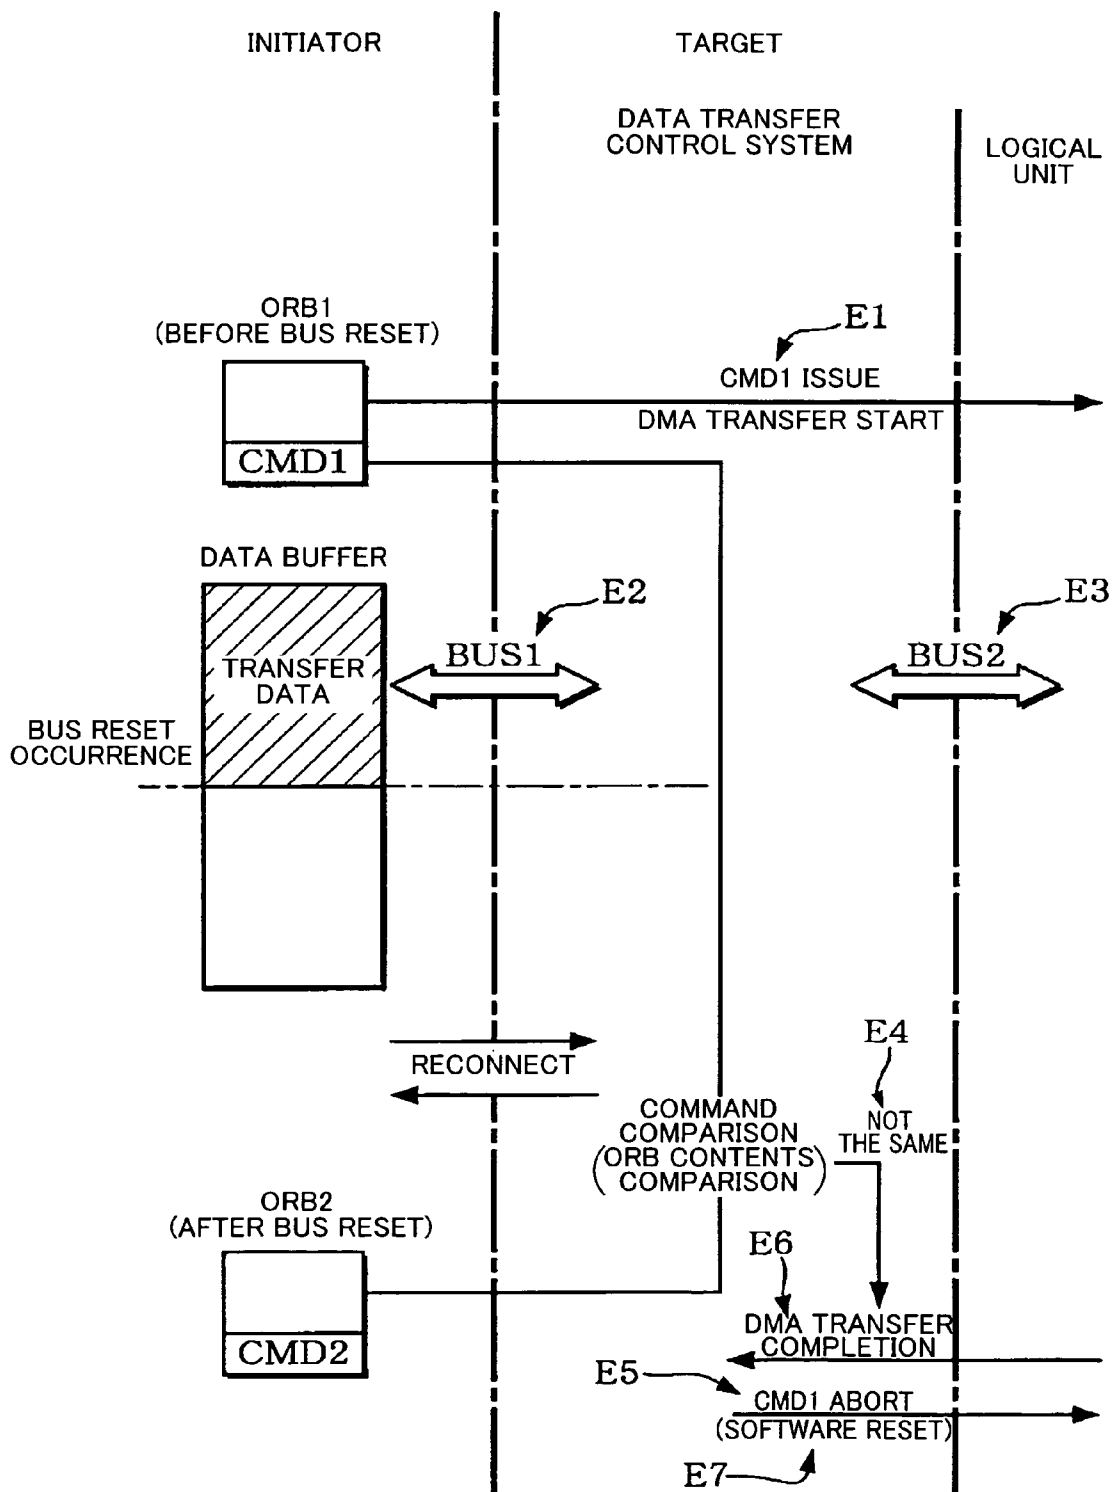 INITIATOR
TARGET
DATA TRANSFER
CONTROL SYSTEM
LOGICAL
UNIT
ORB1
(BEFORE BUS RESET)
E1
CMD1 ISSUE
DMA TRANSFER START
CMD1
DATA BUFFER
E2
E3
BUS1
BUS2
TRANSFER
DATA
BUS RESET
OCCURRENCE
RECONNECT
E4
NOT
THE SAME
COMMAND
COMPARISON
(ORB CONTENTS
COMPARISON)
ORB2
(AFTER BUS RESET)
CMD2
E6
DMA TRANSFER
COMPLETION
E5
CMD1 ABORT
(SOFTWARE RESET)
E7